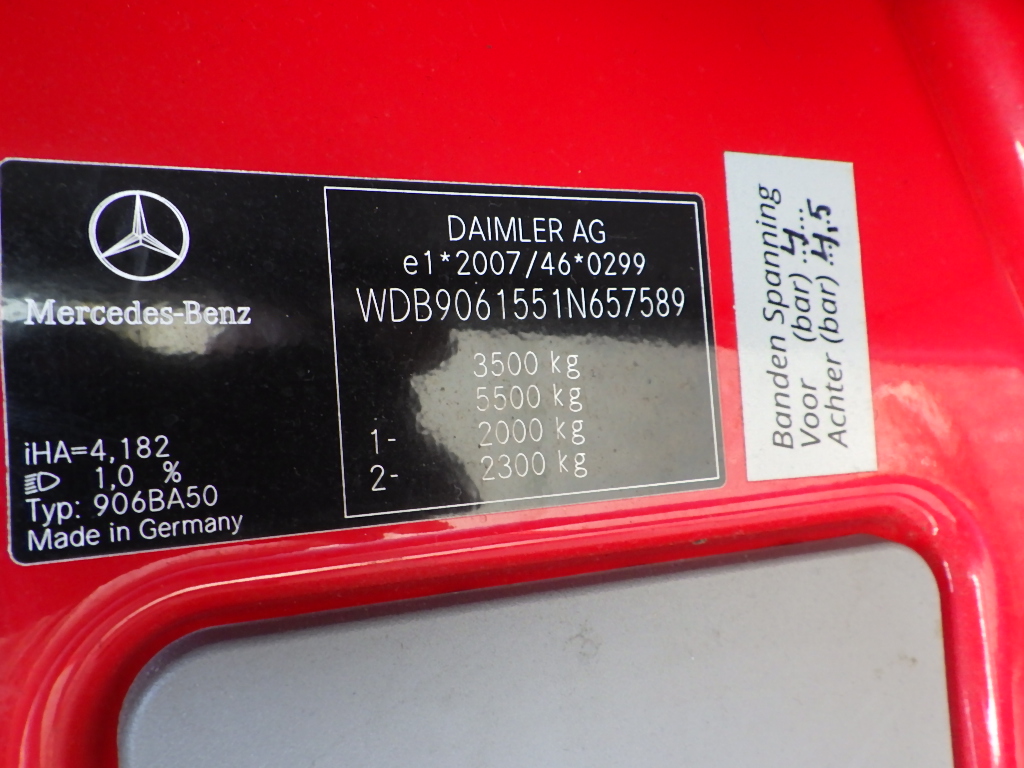 Mercedes-Benz
iHA=4,182
1,0 %
Typ: 906BA50
Made in Germany
DAIMLER AG
e1*2007/46*0299
WDB9061551N657589
3500 kg
5500 kg
1- 2000 kg
2- 2300 kg
Banden Spanning
Voor (bar) 4
Achter (bar) 4,5